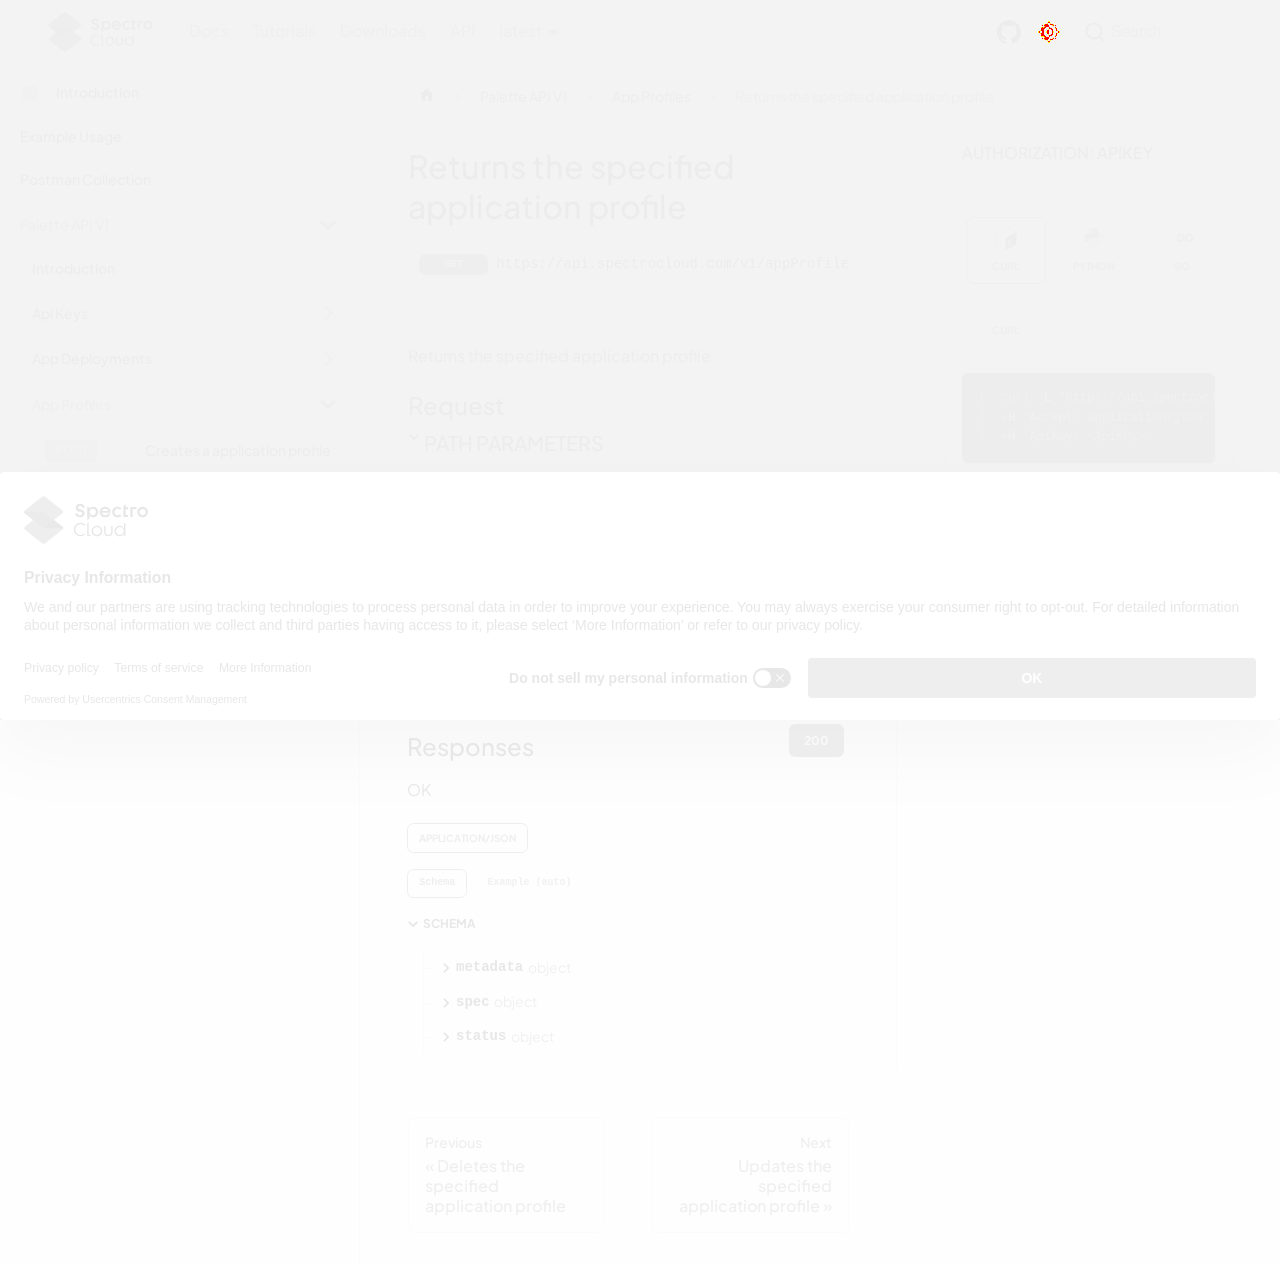 Spectro
Cloud
Docs
Tutorials
Downloads
API
latest
Search
Introduction
Example Usage
Postman Collection
Palette API V1
Introduction
Api Keys
App Deployments
App Profiles
Creates a application profile
Palette API V1
App Profiles
Returns the specified application profile
Returns the specified
application profile
GET
https://api.spectrocloud.com/v1/appProfile
Returns the specified application profile
Request
PATH PARAMETERS
AUTHORIZATION: APIKEY
CURL
PYTHON
GO
CURL
Spectro
Cloud
Privacy Information
We and our partners are using tracking technologies to process personal data in order to improve your experience. You may always exercise your consumer right to opt-out. For detailed information
about personal information we collect and third parties having access to it, please select 'More Information' or refer to our privacy policy.
Privacy policy
Terms of service
More Information
Powered by Usercentrics Consent Management
Do not sell my personal information
OK
Responses
200
OK
APPLICATION/JSON
Schema
Example (auto)
SCHEMA
metadata object
spec object
status object
Previous
« Deletes the
specified
application profile
Next
Updates the
specified
application profile »